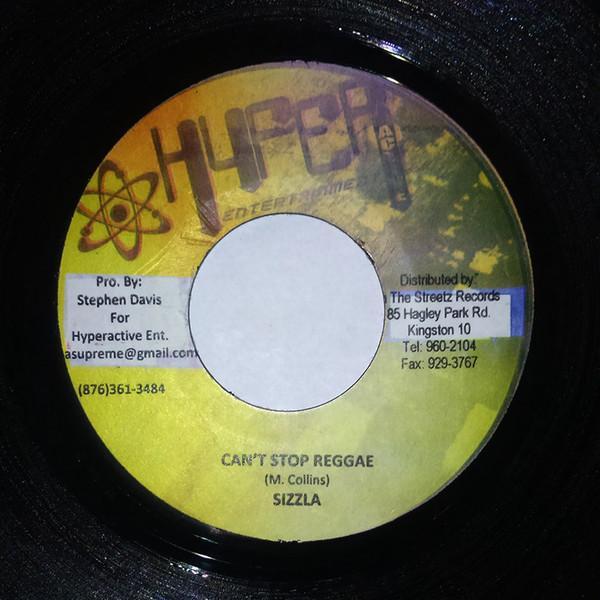 HYPER
AC
ENTERTAINMENT
Pro. By:
Stephen Davis
For
Hyperactive Ent.
asupreme@gmail.com
(876)361-3484
Distributed by:
The Streetz Records
85 Hagley Park Rd.
Kingston 10
Tel: 960-2104
Fax: 929-3767
CAN'T STOP REGGAE
(M. Collins)
SIZZLA